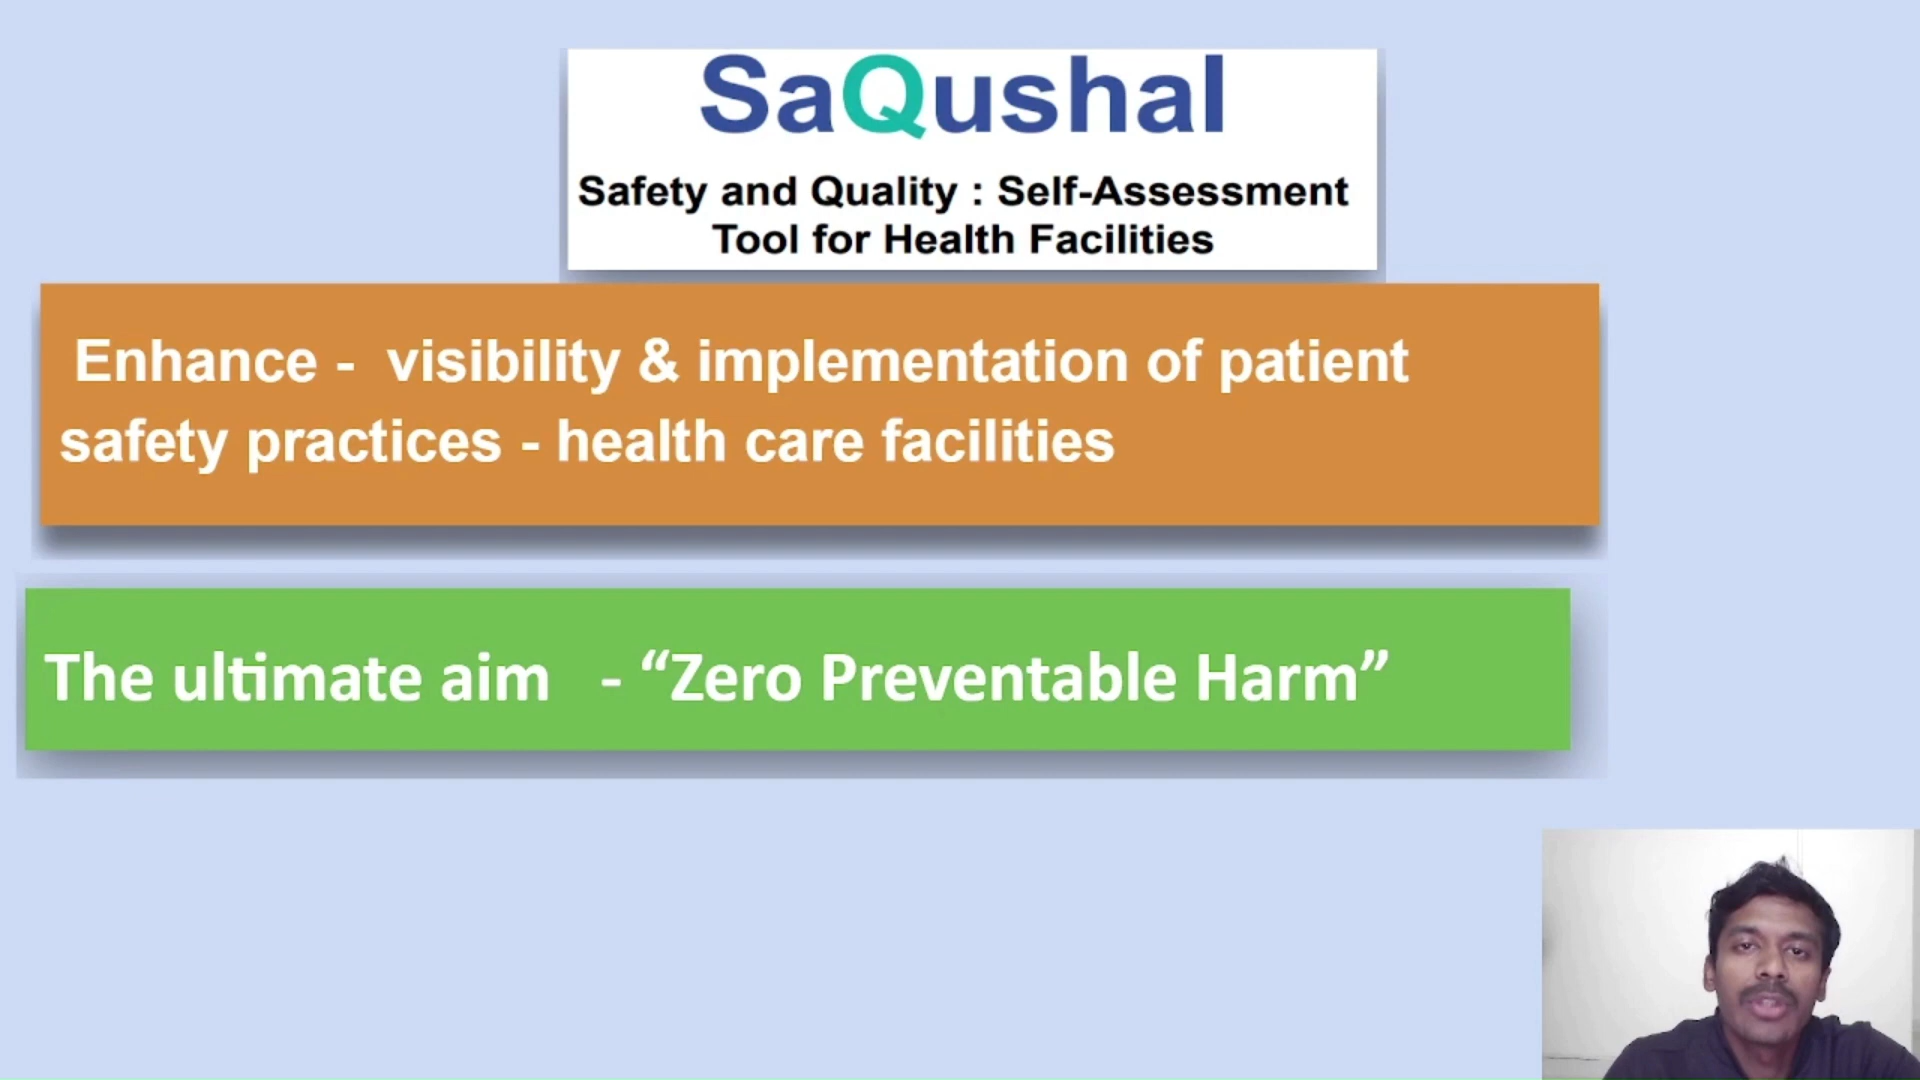 SaQushal
Safety and Quality : Self-Assessment
Tool for Health Facilities
Enhance - visibility & implementation of patient
safety practices - health care facilities
The ultimate aim - “Zero Preventable Harm”